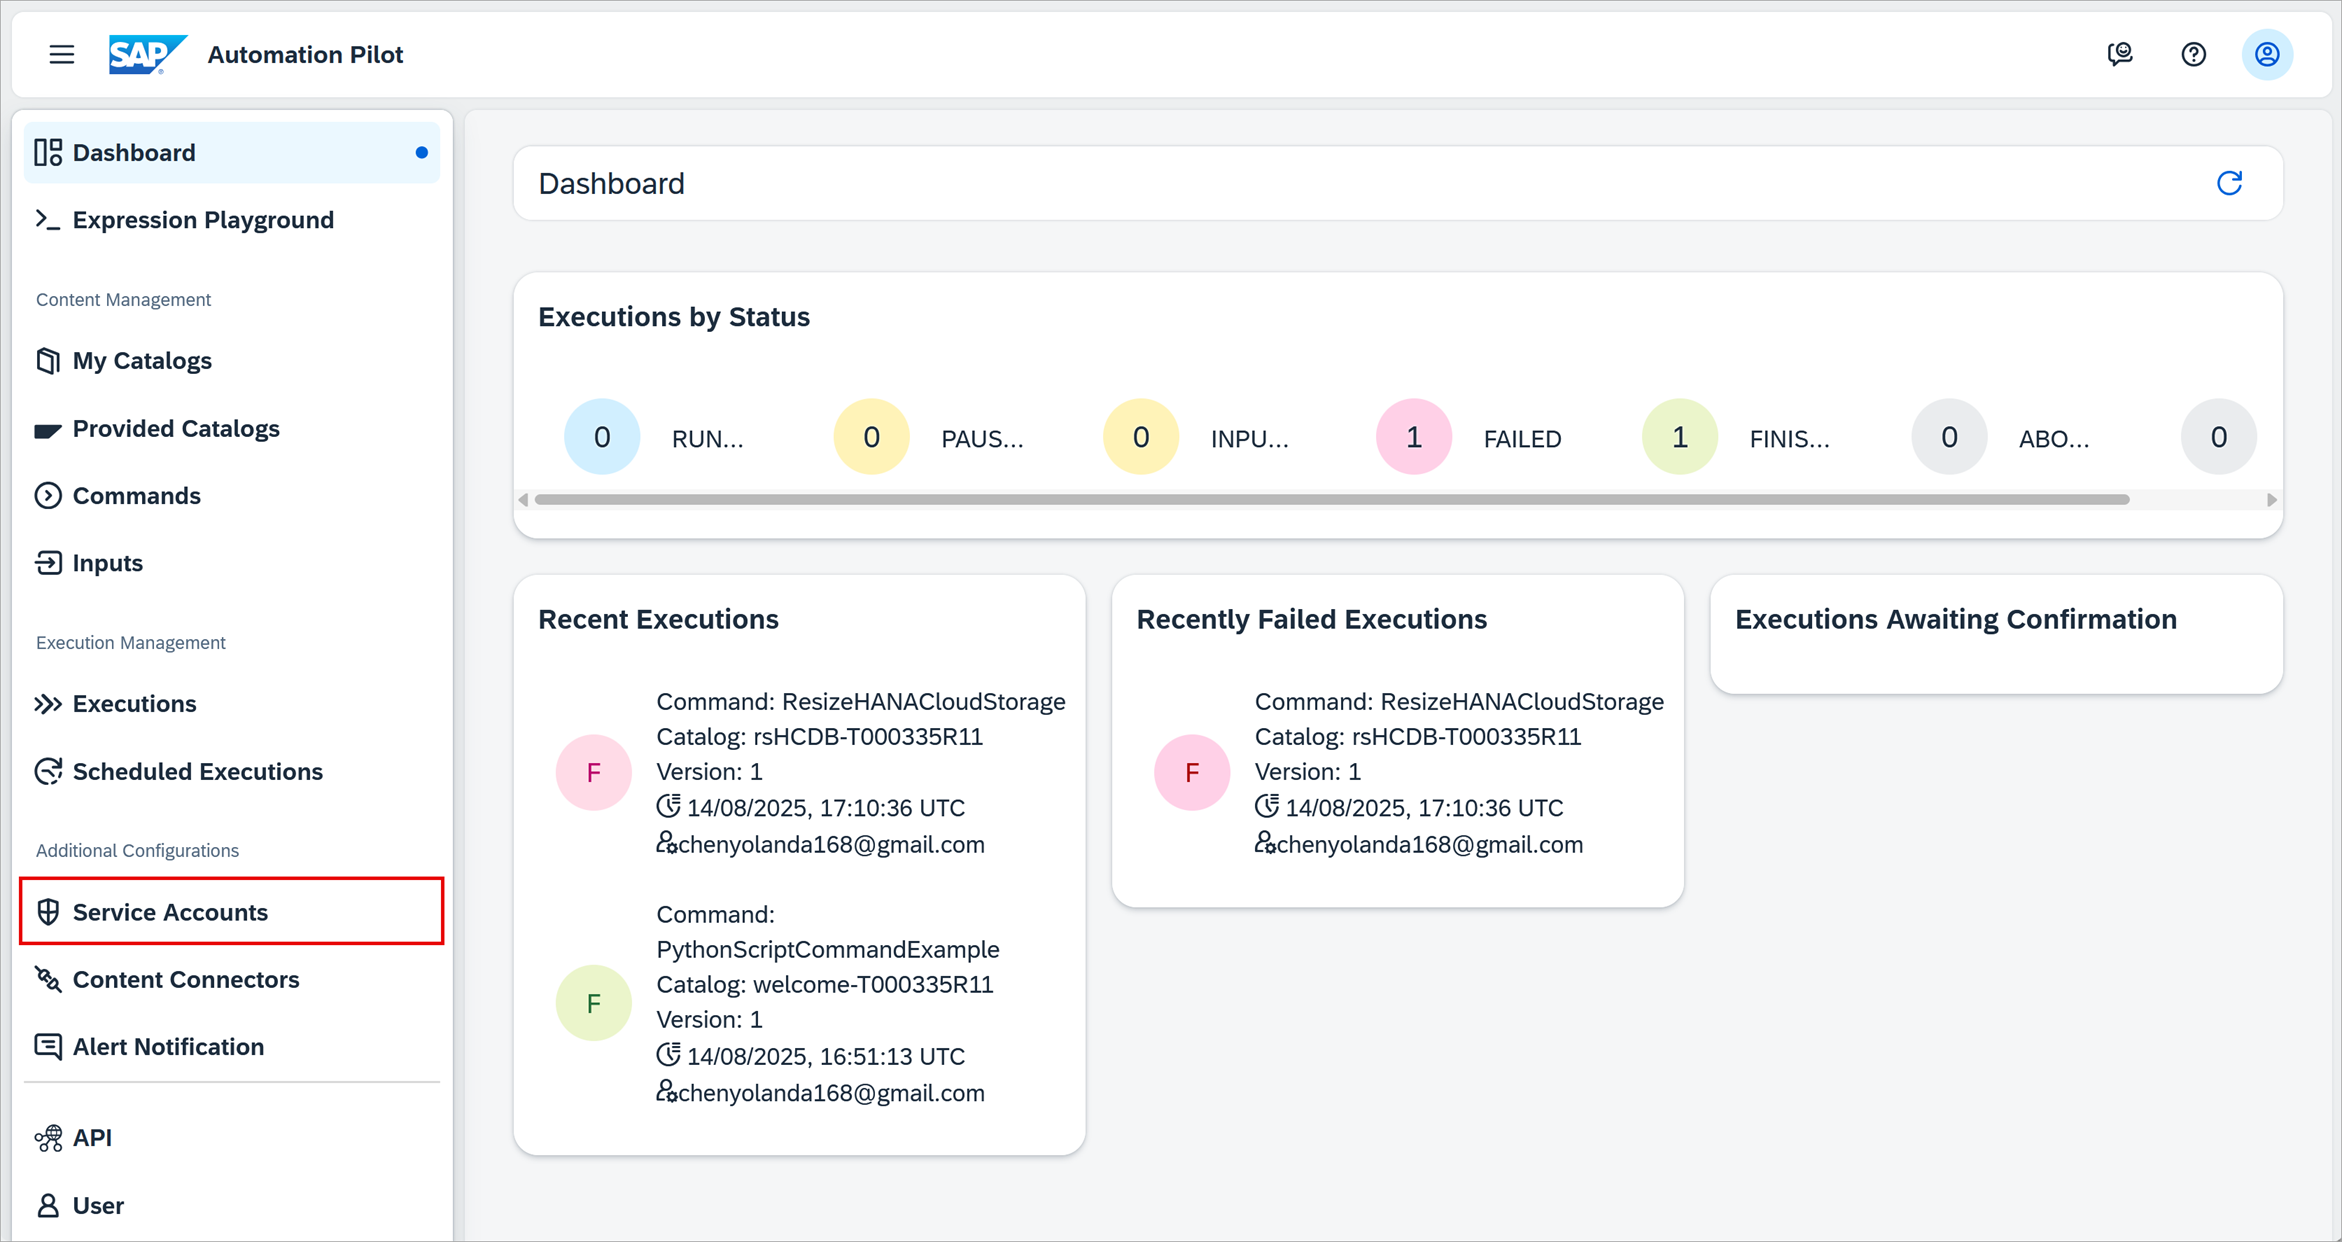 SAP
Automation Pilot
Dashboard
Expression Playground
Content Management
My Catalogs
Provided Catalogs
Commands
Inputs
Execution Management
Executions
Scheduled Executions
Additional Configurations
Service Accounts
Content Connectors
Alert Notification
API
User
Dashboard
Executions by Status
0 RUN...
0 PAUS...
0 INPU...
1 FAILED
1 FINIS...
0 ABO...
0
Recent Executions
F
Command: ResizeHANACloudStorage
Catalog: rsHCDB-T000335R11
Version: 1
14/08/2025, 17:10:36 UTC
chenyolanda168@gmail.com
F
Command:
PythonScriptCommandExample
Catalog: welcome-T000335R11
Version: 1
14/08/2025, 16:51:13 UTC
chenyolanda168@gmail.com
Recently Failed Executions
F
Command: ResizeHANACloudStorage
Catalog: rsHCDB-T000335R11
Version: 1
14/08/2025, 17:10:36 UTC
chenyolanda168@gmail.com
Executions Awaiting Confirmation